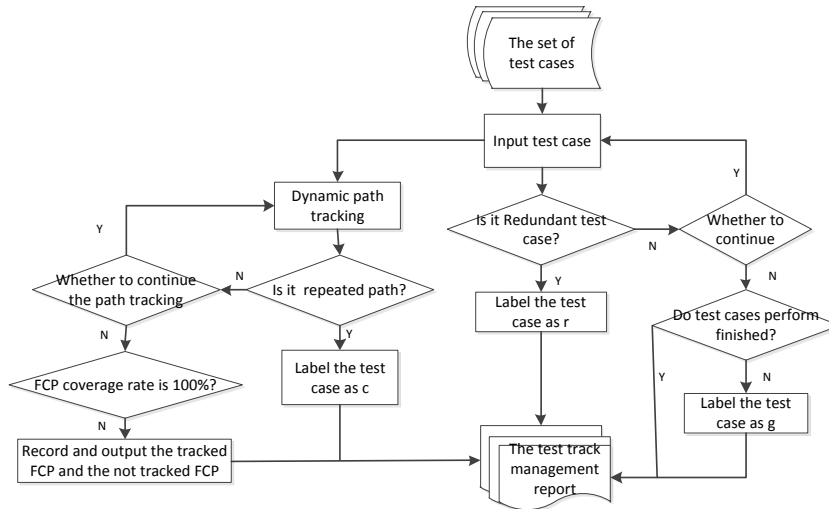 The set of
test cases
Input test case
Y
Dynamic path
tracking
Y
Is it Redundant test
case?
N
Whether to
continue
Whether to continue
the path tracking
N
Is it  repeated path?
Y
N
Label the test
case as r
Do test cases perform
finished?
N
Y
FCP coverage rate is 100%?
Label the test
case as c
Y
N
Label the test
case as g
N
Record and output the tracked
FCP and the not tracked FCP
The test track
management
report